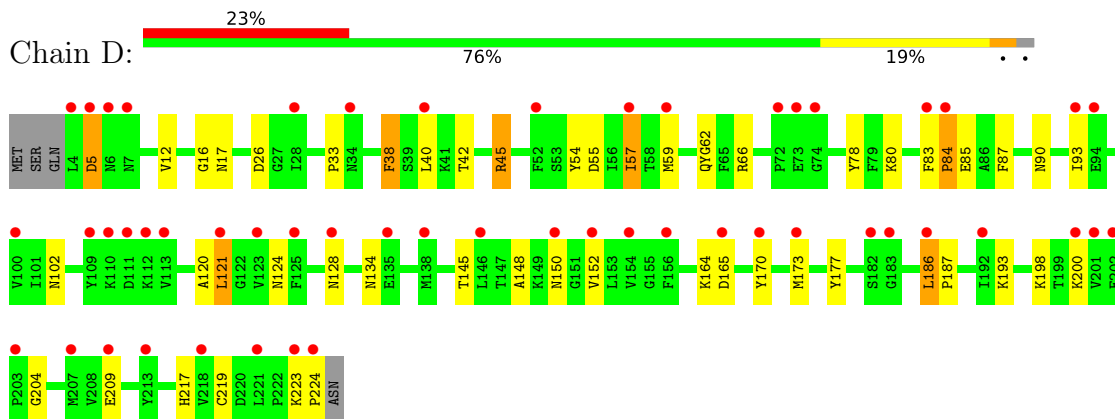 23%
Chain D:
76% 19% • •
MET SER GLN L4 D5 N6 N7 V12 G16 N17 D26 G27 I28 P33 N34 F38 S39 L40 K41 T42 R45 F52 S53 Y54 D55 I56 I57 T58 M59 QYG62 F65 R66 P72 E73 G74 Y78 F79 K80 F83 P84 E85 A86 F87 N90 I93 E94
V100 I101 N102 Y109 K110 D111 K112 V113 A120 L121 G122 V123 N124 F125 N128 N134 E135 M138 T145 L146 T147 A148 K149 N150 G151 V152 L153 V154 G155 F156 K164 D165 Y170 M173 Y177 S182 G183 L186 P187 I192 K193 K198 T199 K200 V201
P203 G204 M207 V208 E209 Y213 H217 V218 C219 D220 L221 P222 K223 P224 ASN